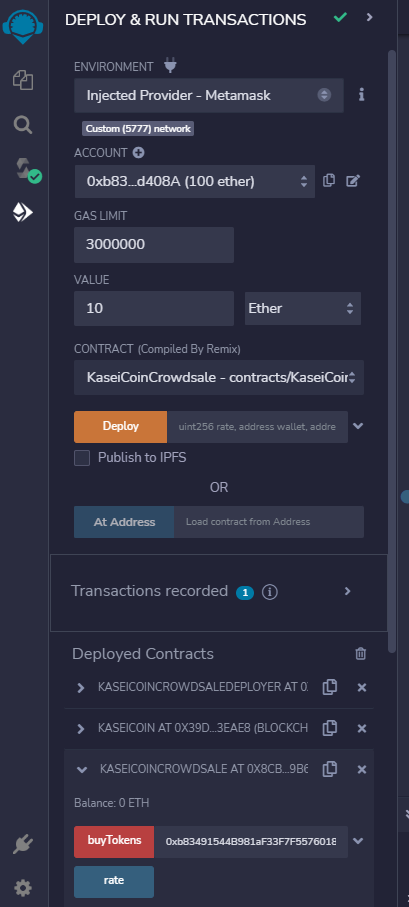 DEPLOY & RUN TRANSACTIONS
ENVIRONMENT
Injected Provider - Metamask
Custom (5777) network
ACCOUNT
0xb83...d408A (100 ether)
GAS LIMIT
3000000
VALUE
10
Ether
CONTRACT (Compiled By Remix)
KaseiCoinCrowdsale - contracts/KaseiCoin
Deploy
uint256 rate, address wallet, addre
Publish to IPFS
OR
At Address
Load contract from Address
Transactions recorded 1
Deployed Contracts
KASEICOINCROWDSALEDEPLOYER AT 0
KASEICOIN AT 0X39D...3EAE8 (BLOCKCH
KASEICOINCROWDSALE AT 0X8CB...9B6
Balance: 0 ETH
buyTokens
0xb83491544B981aF33F7F5576018
rate